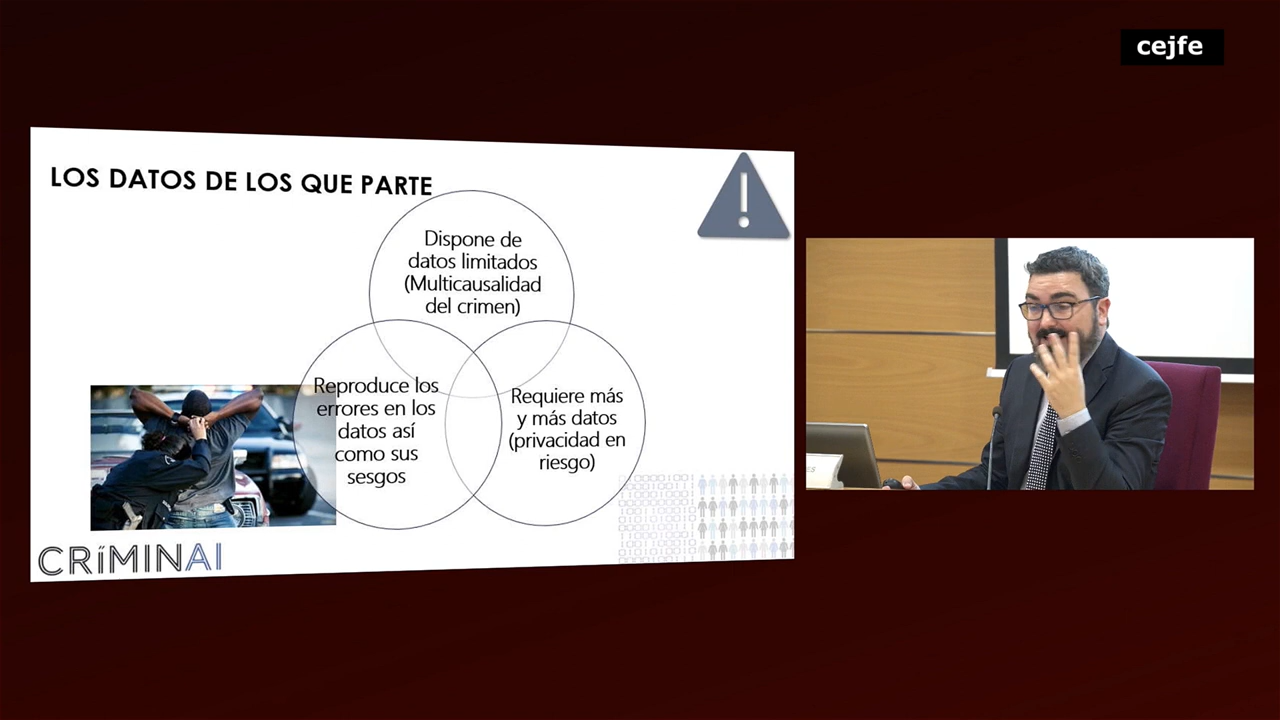 cejfe
LOS DATOS DE LOS QUE PARTE
Dispone de
datos limitados
(Multicausalidad
del crimen)
Reproduce los
errores en los
datos así
como sus
sesgos
Requiere más
y más datos
(privacidad en
riesgo)
CRíMINAI
ES